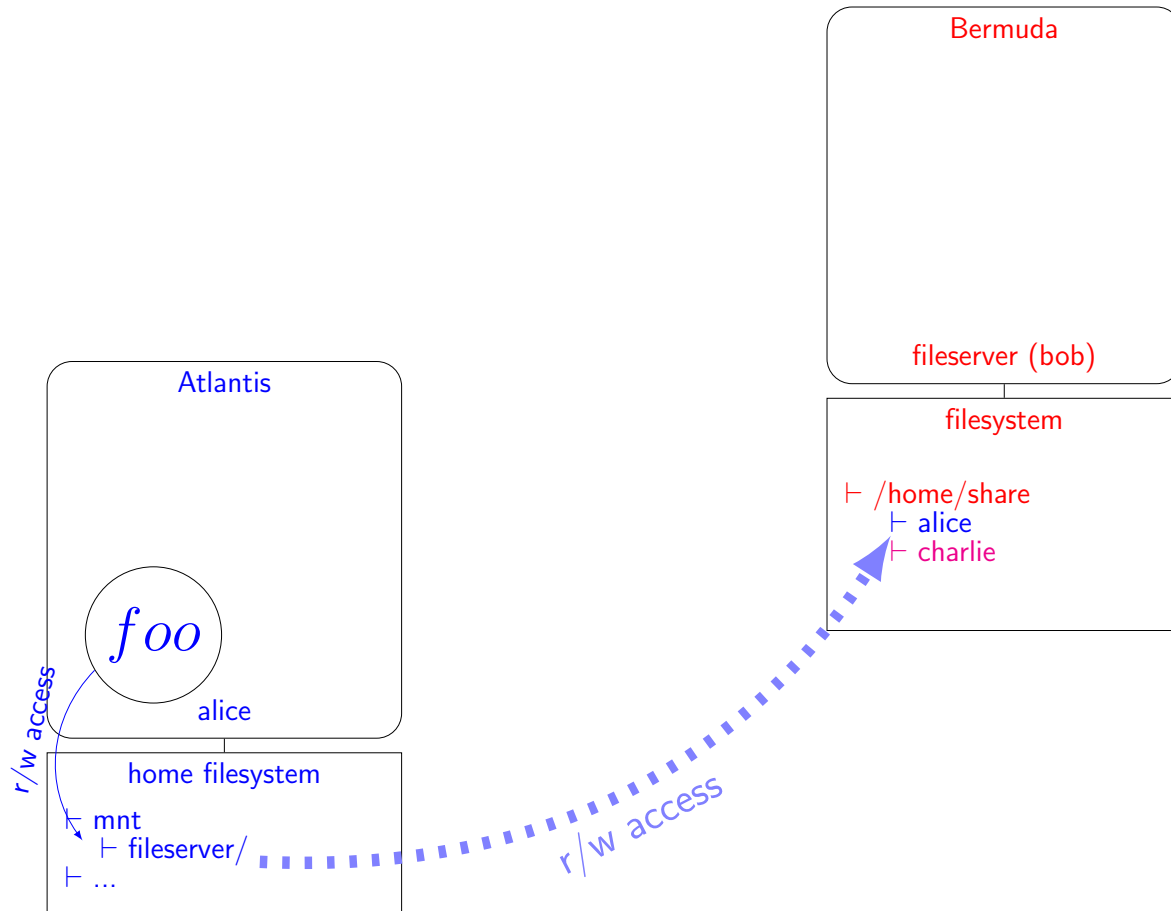 Bermuda
fileserver (bob)
filesystem
⊢ /home/share
⊢ alice
⊢ charlie
Atlantis
foo
alice
r/w access
home filesystem
⊢ mnt
⊢ fileserver/
⊢ ...
r/w access